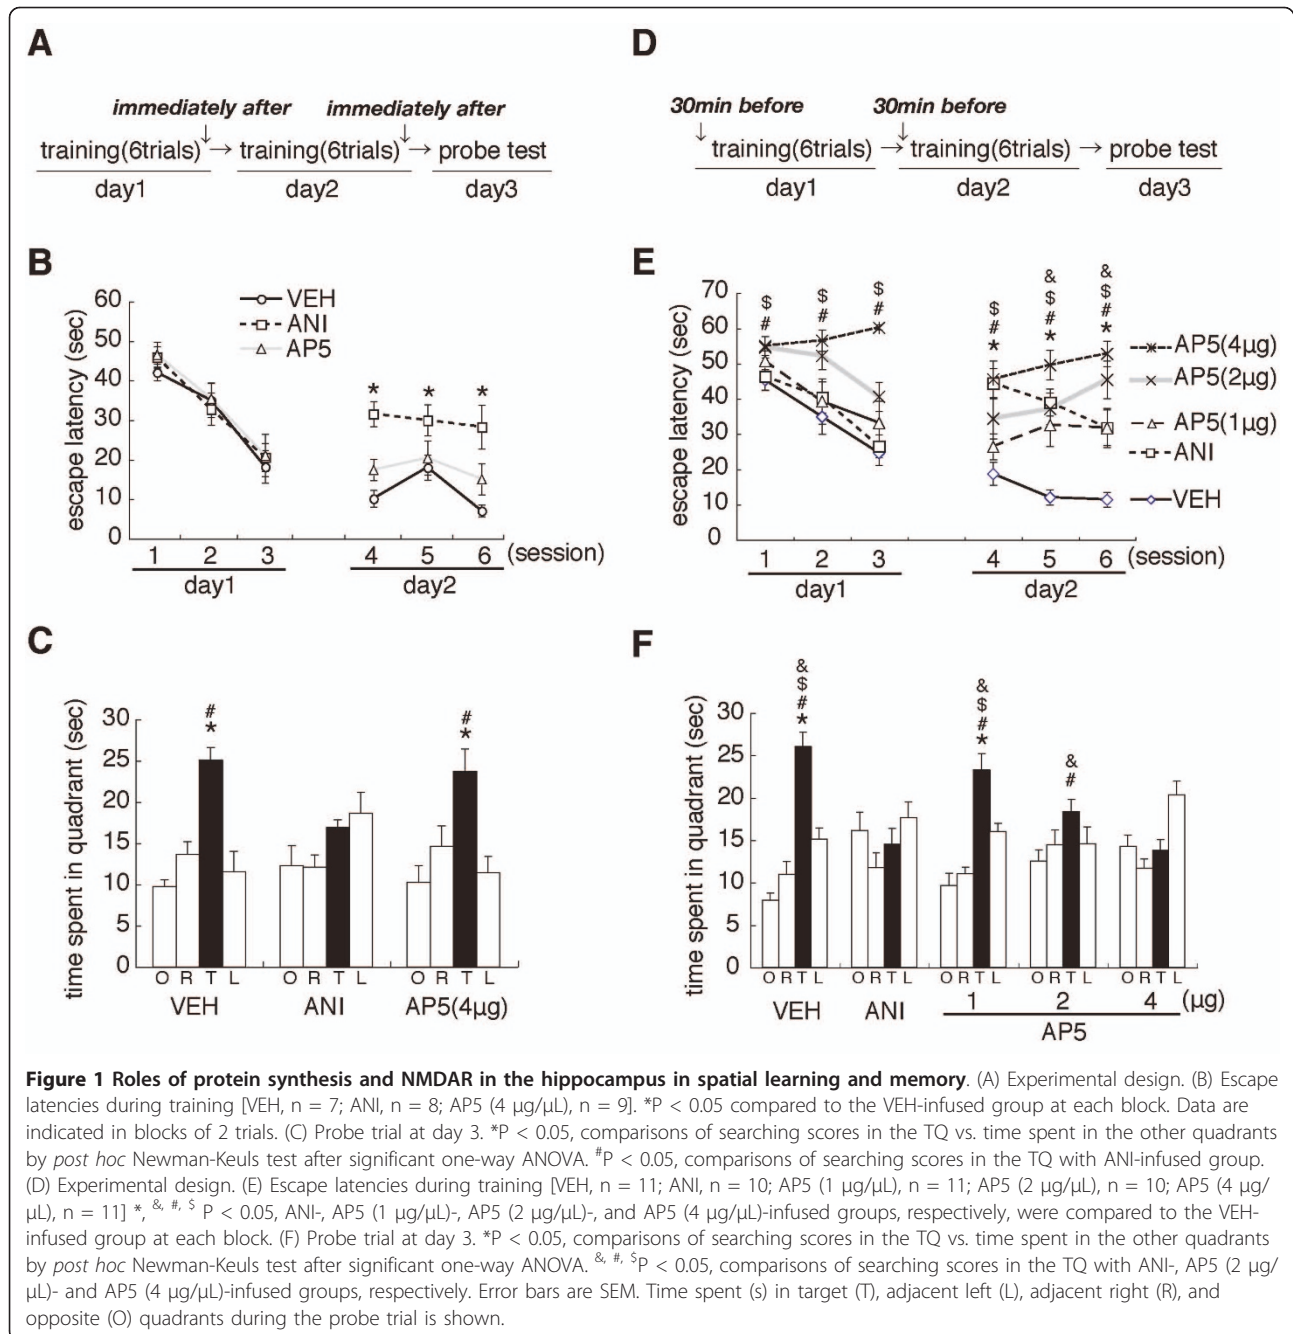 A
immediately after immediately after
training(6trials) → training(6trials) → probe test
day1 day2 day3
B
escape latency (sec)
60
50
40
30
20
10
0
VEH
ANI
AP5
* * *
1 2 3 4 5 6 (session)
day1 day2
C
time spent in quadrant (sec)
30
25
20
15
10
5
0
#
*
#
*
O R T L O R T L O R T L
VEH ANI AP5(4µg)
D
30min before 30min before
training(6trials) → training(6trials) → probe test
day1 day2 day3
E
escape latency (sec)
70
60
50
40
30
20
10
0
$ $ $
# # #
& &
$ $ $
# # #
* * *
AP5(4µg)
AP5(2µg)
AP5(1µg)
ANI
VEH
1 2 3 4 5 6 (session)
day1 day2
F
time spent in quadrant (sec)
30
25
20
15
10
5
0
&
$
#
*
&
$
#
*
&
#
O R T L O R T L O R T L O R T L O R T L
VEH ANI 1 2 4 (µg)
AP5
Figure 1 Roles of protein synthesis and NMDAR in the hippocampus in spatial learning and memory. (A) Experimental design. (B) Escape
latencies during training [VEH, n = 7; ANI, n = 8; AP5 (4 μg/μL), n = 9]. *P < 0.05 compared to the VEH-infused group at each block. Data are
indicated in blocks of 2 trials. (C) Probe trial at day 3. *P < 0.05, comparisons of searching scores in the TQ vs. time spent in the other quadrants
by post hoc Newman-Keuls test after significant one-way ANOVA. #P < 0.05, comparisons of searching scores in the TQ with ANI-infused group.
(D) Experimental design. (E) Escape latencies during training [VEH, n = 11; ANI, n = 10; AP5 (1 μg/μL), n = 11; AP5 (2 μg/μL), n = 10; AP5 (4 μg/
μL), n = 11] *, &, #, $ P < 0.05, ANI-, AP5 (1 μg/μL)-, AP5 (2 μg/μL)-, and AP5 (4 μg/μL)-infused groups, respectively, were compared to the VEH-
infused group at each block. (F) Probe trial at day 3. *P < 0.05, comparisons of searching scores in the TQ vs. time spent in the other quadrants
by post hoc Newman-Keuls test after significant one-way ANOVA. &, #, $P < 0.05, comparisons of searching scores in the TQ with ANI-, AP5 (2 μg/
μL)- and AP5 (4 μg/μL)-infused groups, respectively. Error bars are SEM. Time spent (s) in target (T), adjacent left (L), adjacent right (R), and
opposite (O) quadrants during the probe trial is shown.